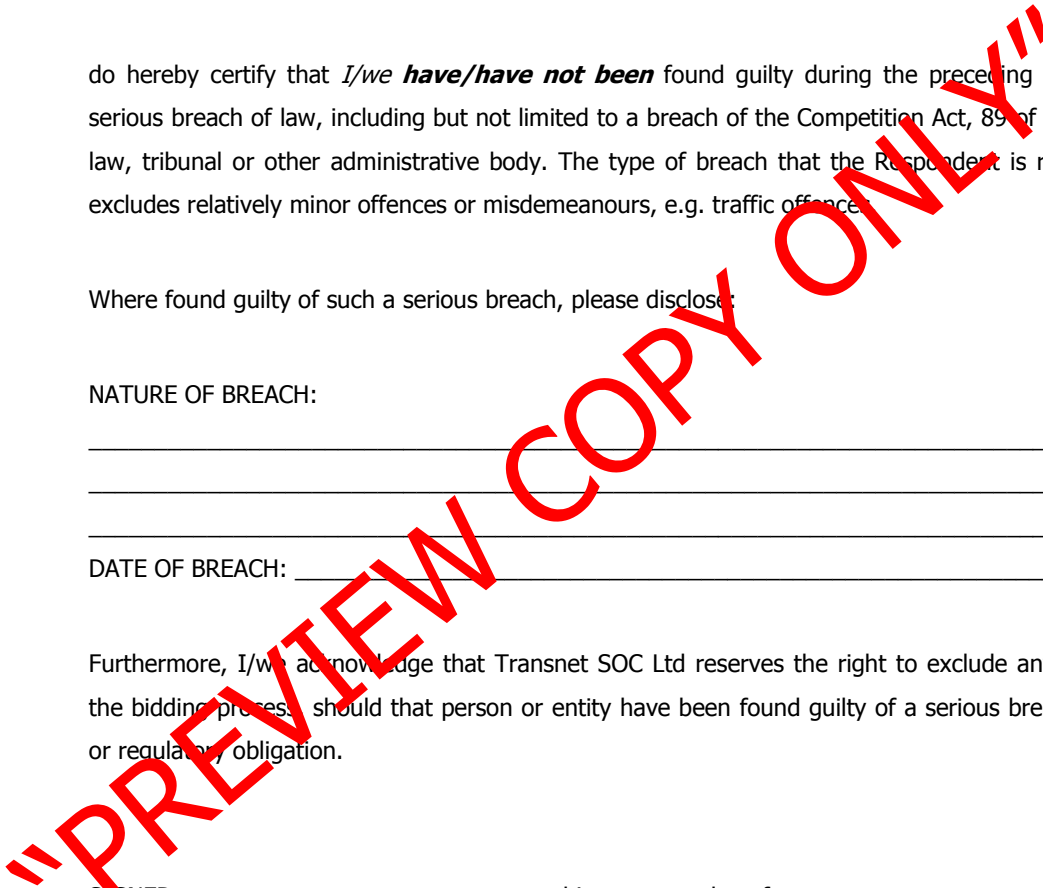 do hereby certify that I/we have/have not been found guilty during the preceding
serious breach of law, including but not limited to a breach of the Competition Act, 89 of
law, tribunal or other administrative body. The type of breach that the Respondent is
excludes relatively minor offences or misdemeanours, e.g. traffic offences
Where found guilty of such a serious breach, please disclose:
NATURE OF BREACH:
DATE OF BREACH:
Furthermore, I/we acknowledge that Transnet SOC Ltd reserves the right to exclude
the bidding process, should that person or entity have been found guilty of a serious
or regulatory obligation.
"PREVIEW COPY ONLY"